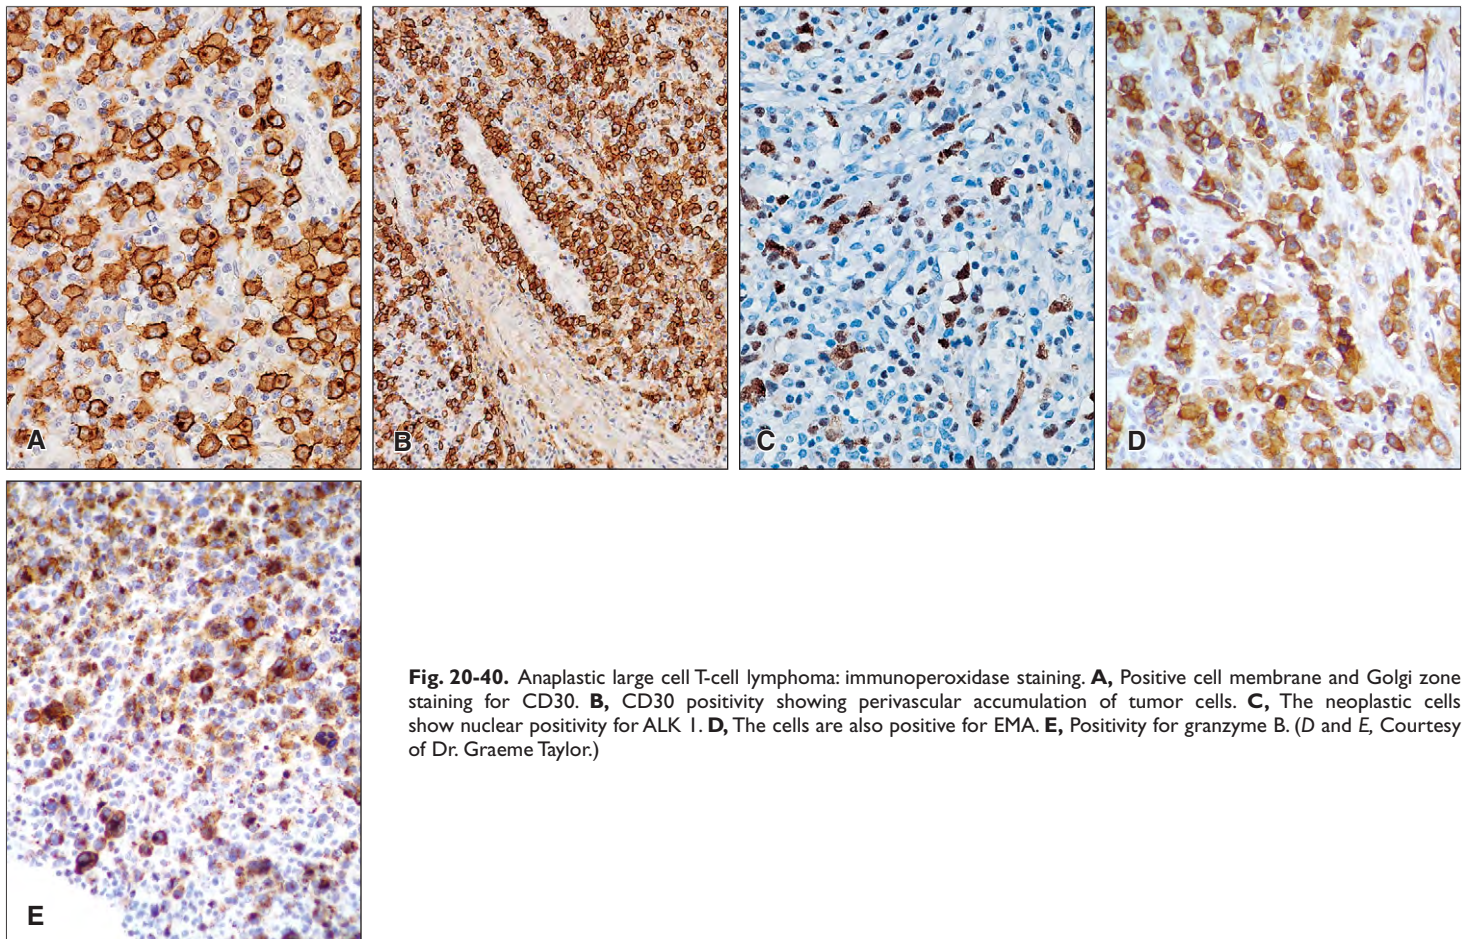 A
B
C
D
E
Fig. 20-40. Anaplastic large cell T-cell lymphoma: immunoperoxidase staining. A, Positive cell membrane and Golgi zone
staining for CD30. B, CD30 positivity showing perivascular accumulation of tumor cells. C, The neoplastic cells
show nuclear positivity for ALK 1. D, The cells are also positive for EMA. E, Positivity for granzyme B. (D and E, Courtesy
of Dr. Graeme Taylor.)